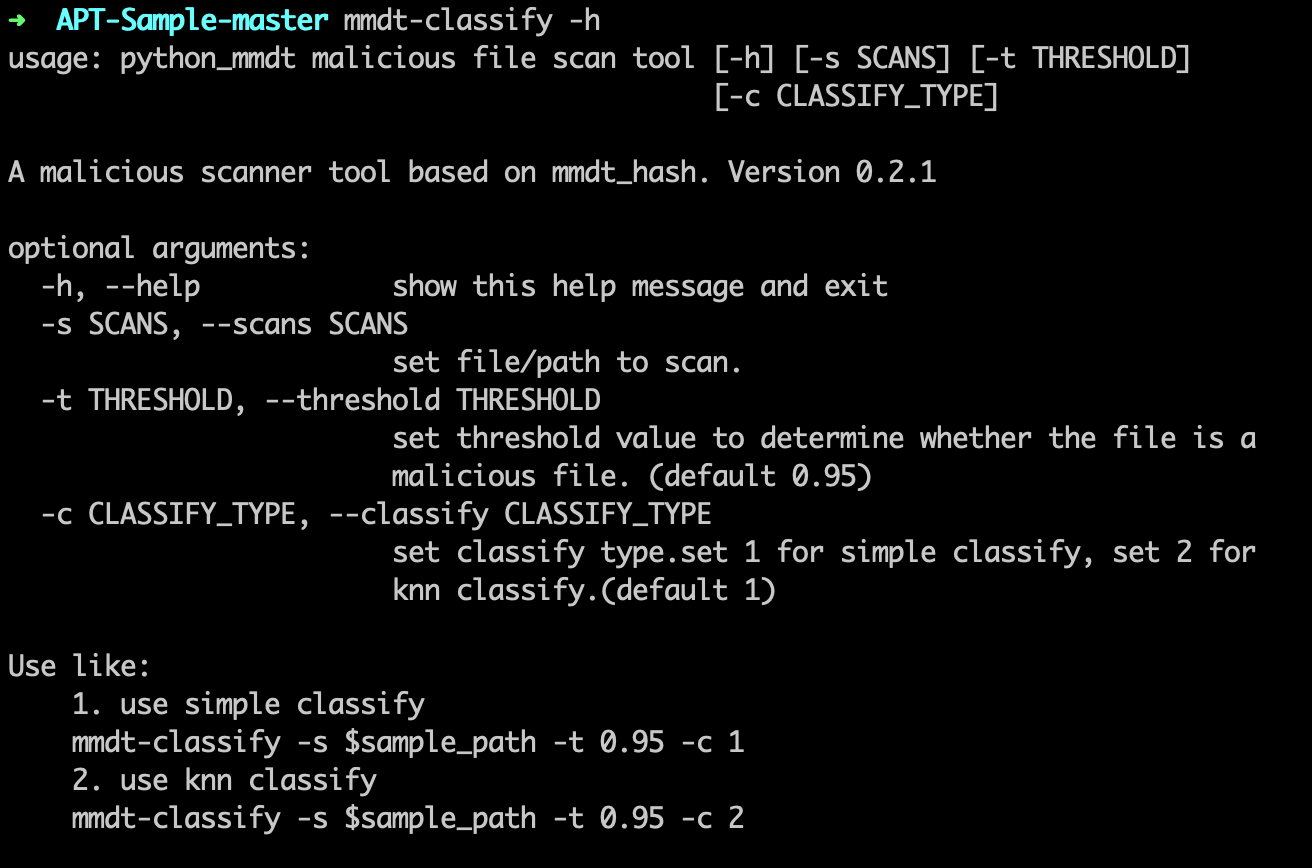 → APT-Sample-master mmdt-classify -h
usage: python_mmdt malicious file scan tool [-h] [-s SCANS] [-t THRESHOLD]
[-c CLASSIFY_TYPE]
A malicious scanner tool based on mmdt_hash. Version 0.2.1
optional arguments:
-h, --help show this help message and exit
-s SCANS, --scans SCANS
set file/path to scan.
-t THRESHOLD, --threshold THRESHOLD
set threshold value to determine whether the file is a
malicious file. (default 0.95)
-c CLASSIFY_TYPE, --classify CLASSIFY_TYPE
set classify type.set 1 for simple classify, set 2 for
knn classify.(default 1)
Use like:
1. use simple classify
mmdt-classify -s $sample_path -t 0.95 -c 1
2. use knn classify
mmdt-classify -s $sample_path -t 0.95 -c 2